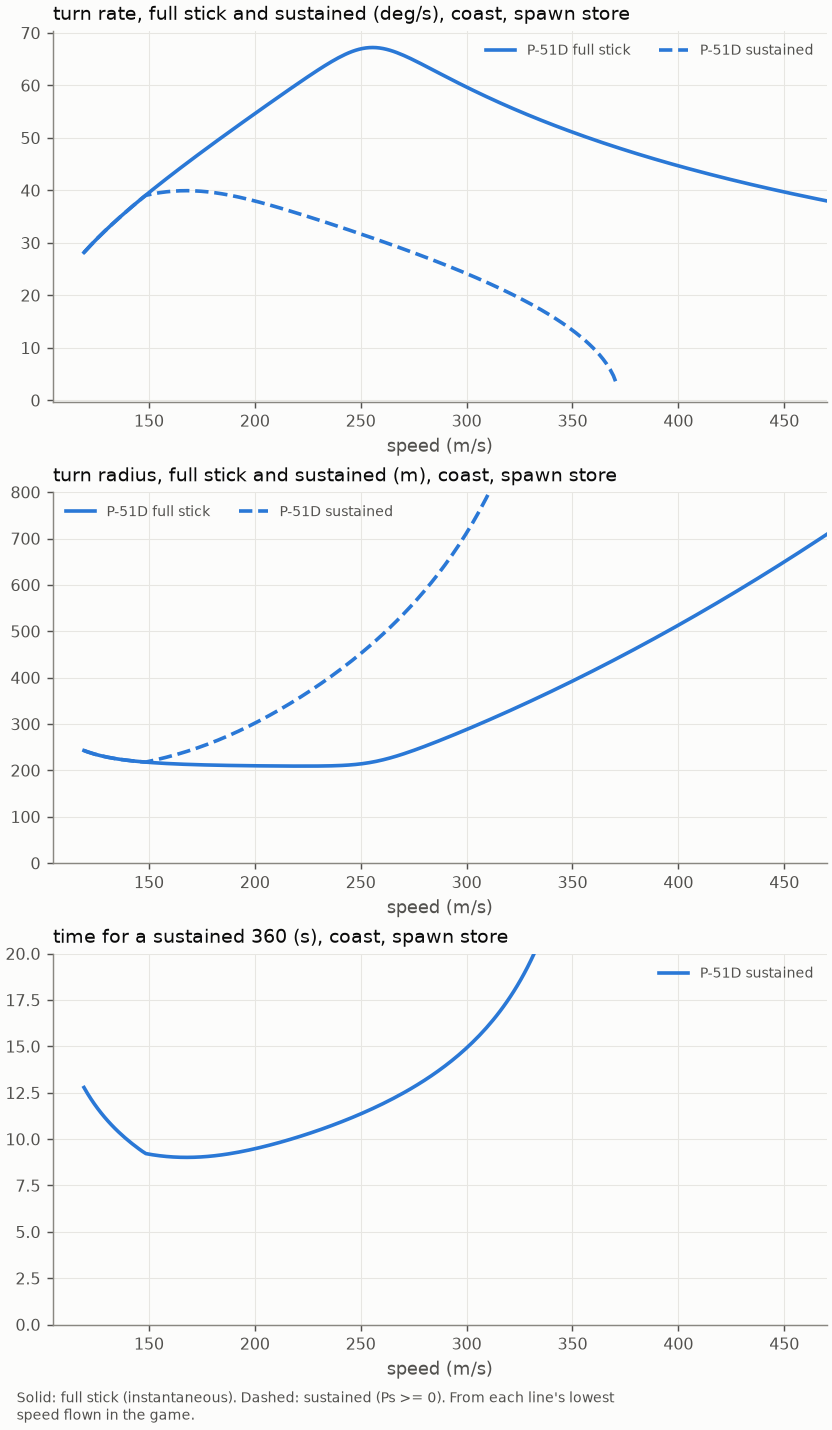 turn rate, full stick and sustained (deg/s), coast, spawn store
P-51D full stick
P-51D sustained
70
60
50
40
30
20
10
0
150 200 250 300 350 400 450
speed (m/s)
turn radius, full stick and sustained (m), coast, spawn store
P-51D full stick
P-51D sustained
800
700
600
500
400
300
200
100
0
150 200 250 300 350 400 450
speed (m/s)
time for a sustained 360 (s), coast, spawn store
P-51D sustained
20.0
17.5
15.0
12.5
10.0
7.5
5.0
2.5
0.0
150 200 250 300 350 400 450
speed (m/s)
Solid: full stick (instantaneous). Dashed: sustained (Ps >= 0). From each line's lowest
speed flown in the game.